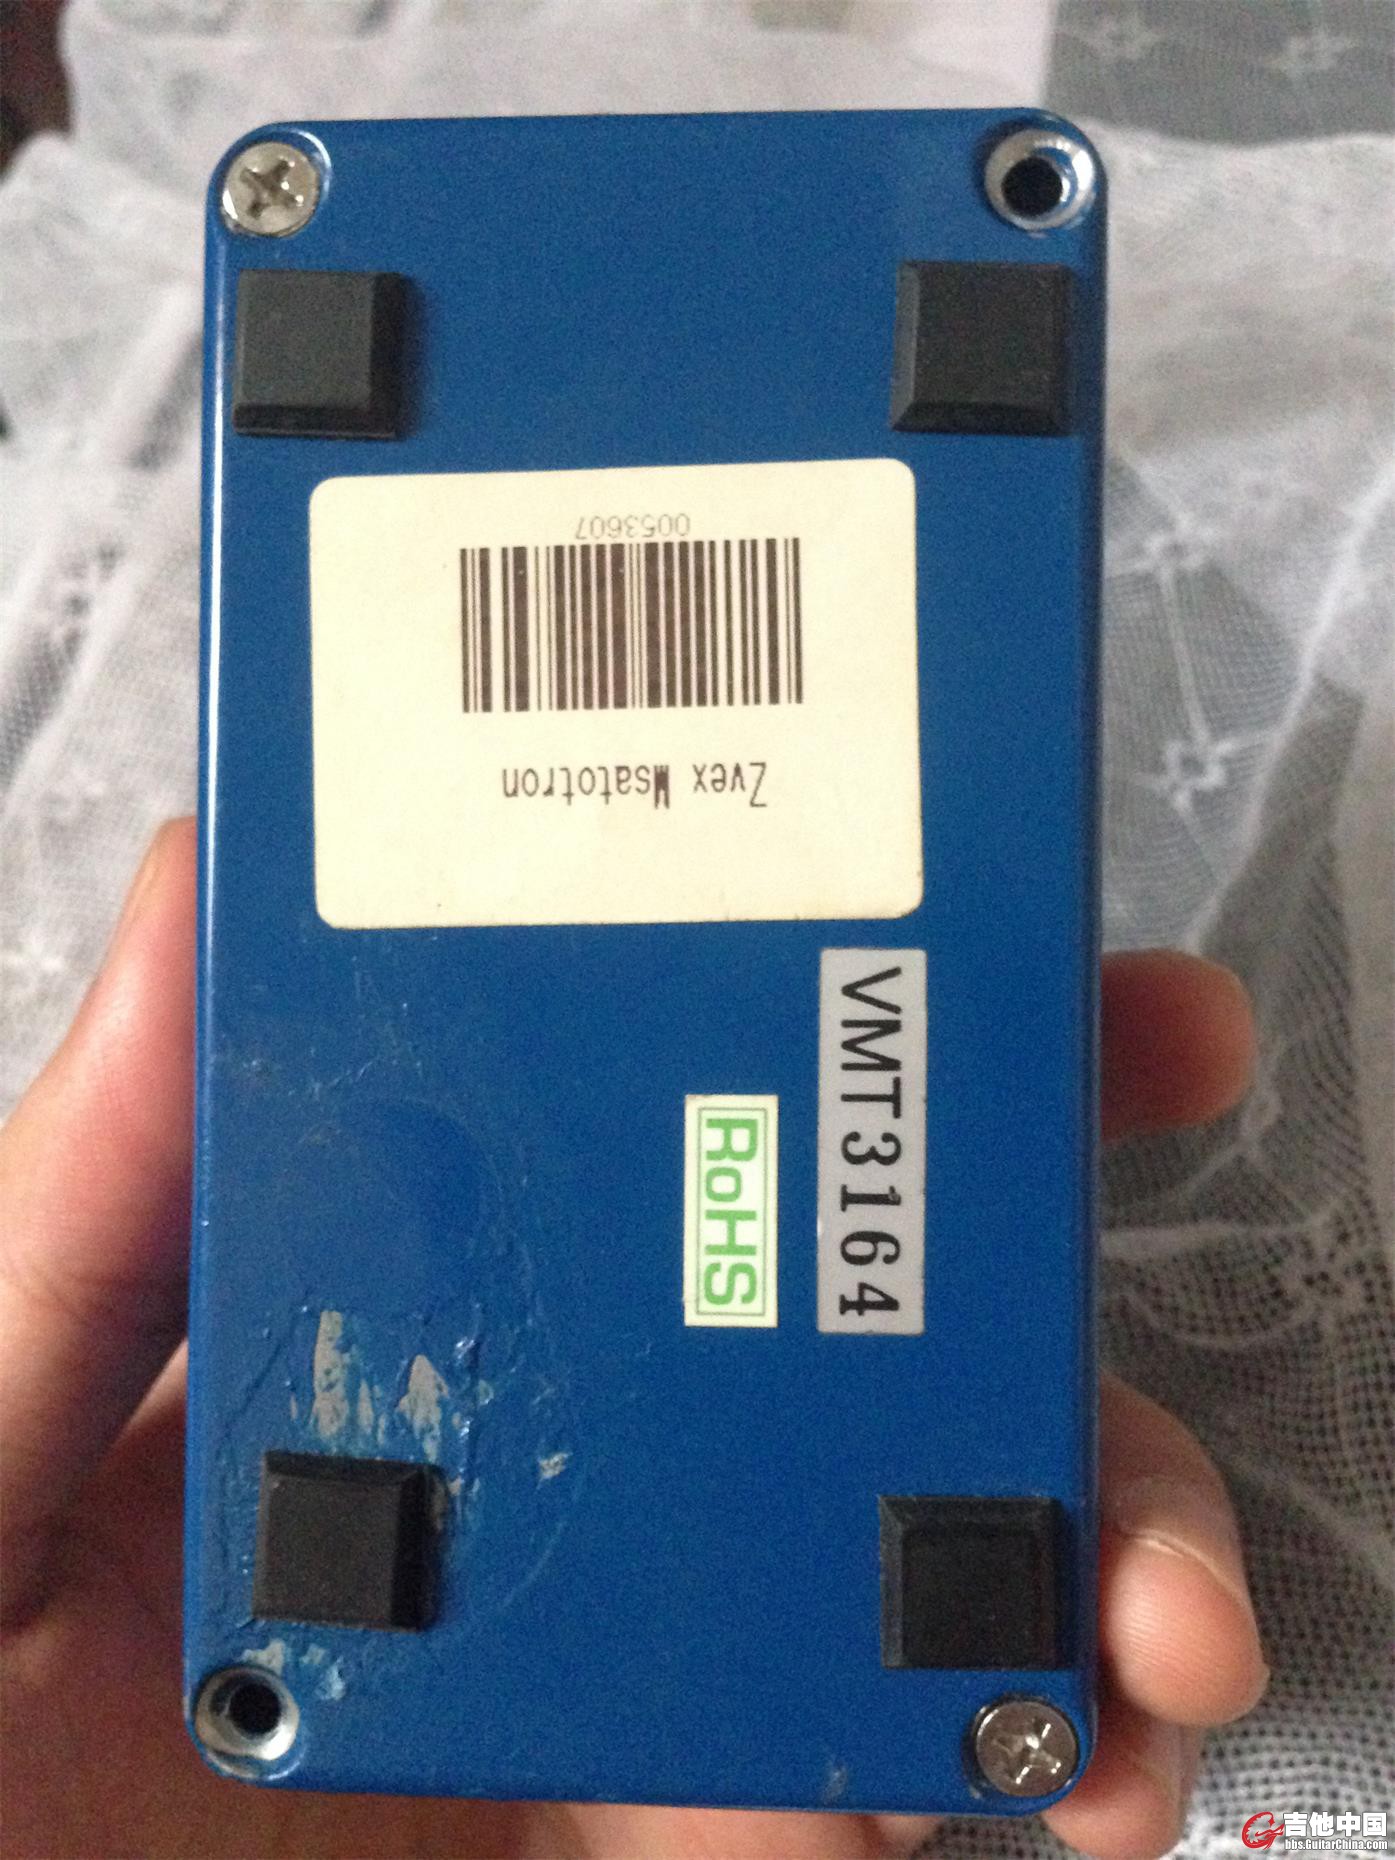 0053607
Zvex Msatotron
VMT3164
RoHS
吉他中国
bbs.GuitarChina.com